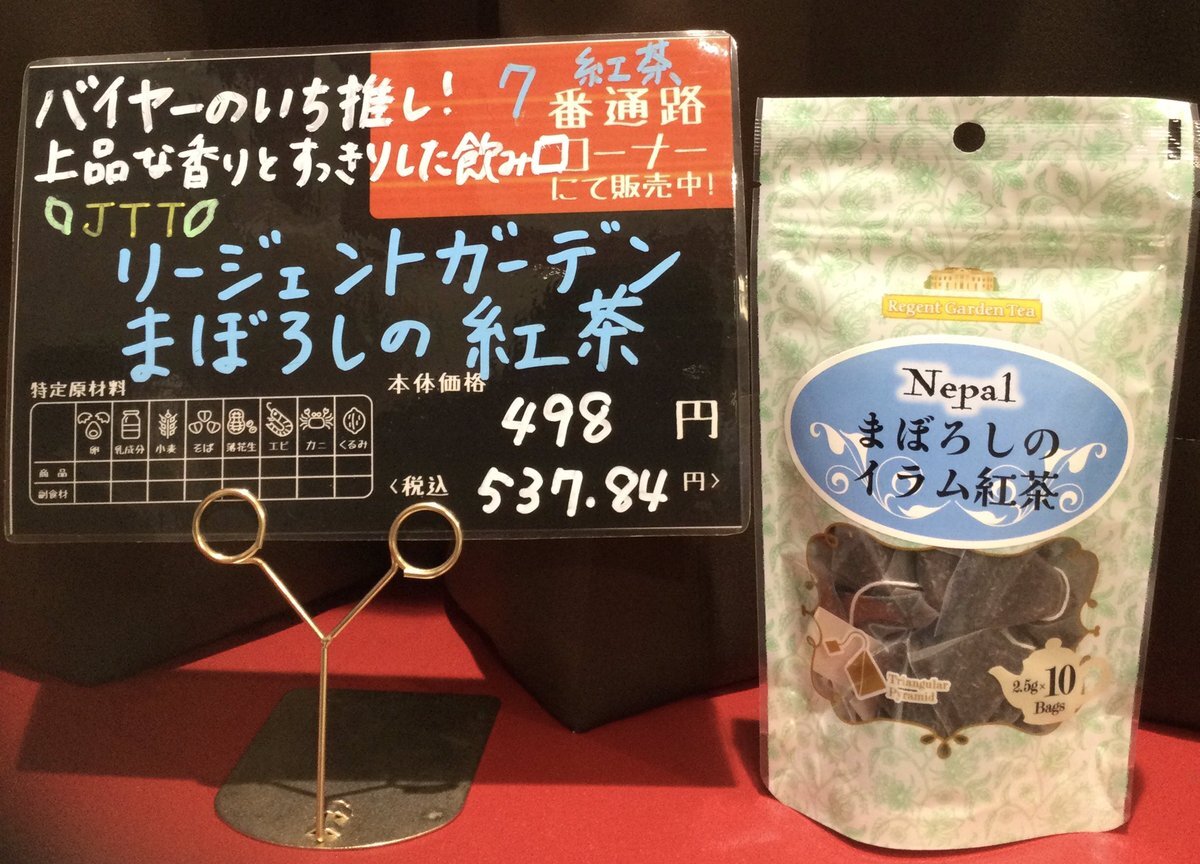 バイヤーのいち推し!
上品な香りとすっきりした飲み口
7 紅茶
番通路
コーナー
にて販売中!
JTT
リージェントガーデン
まぼろしの紅茶
特定原材料
卵 乳成分 小麦 そば 落花生 エビ カニ くるみ
商品
副食材
本体価格
498 円
<税込 537.84 円>
Regent Garden Tea
Nepal
まぼろしの
イラム紅茶
Triangular
Pyramid
2.5g×10
Bags